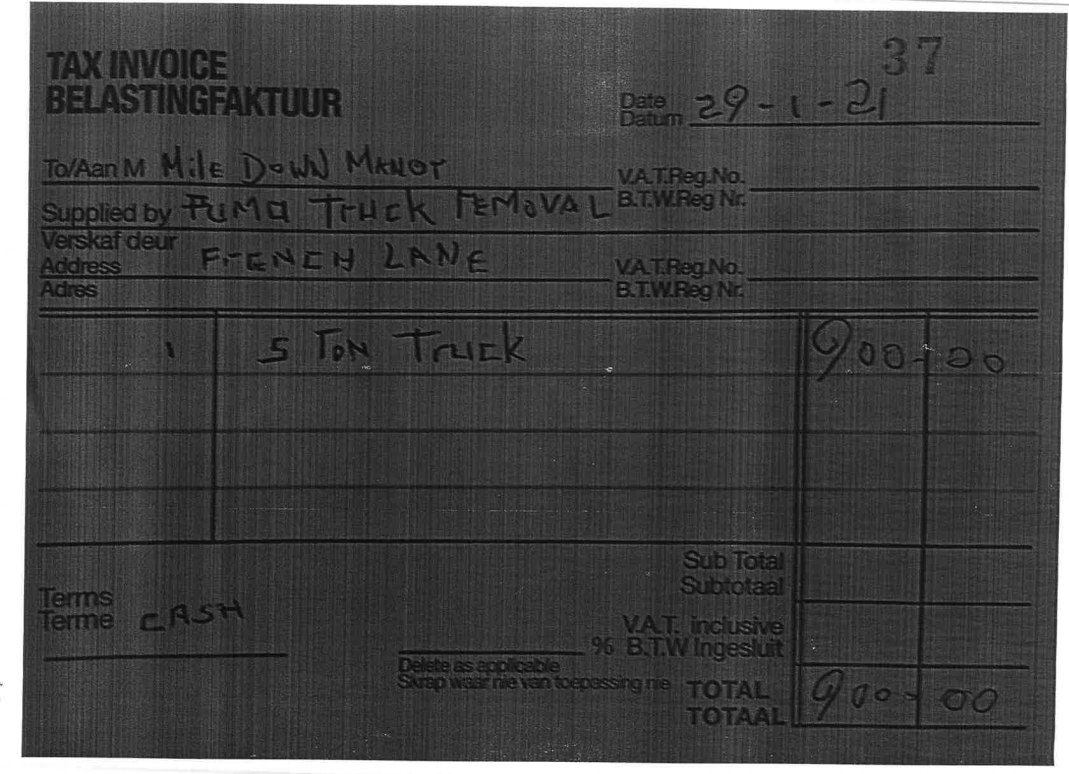 37
TAX INVOICE
BELASTINGFAKTUUR
Date 29-1-21
Datum
To/Aan M MilE DOWN MANOr
V.A.T.Reg.No.
B.T.W.Reg Nr.
Supplied by PUMa TrUCk rEMOVAL
Verskaf deur
Address FrENCH LANE
Adres
V.A.T.Reg.No.
B.T.W.Reg Nr.
1 5 TON TrUCk 900-00
Sub Total
Subtotaal
Terms
Terme CASH
V.A.T. inclusive
% B.T.W Ingesluit
Delete as applicable
Skrap waar nie van toepassing nie
TOTAL 900-00
TOTAAL